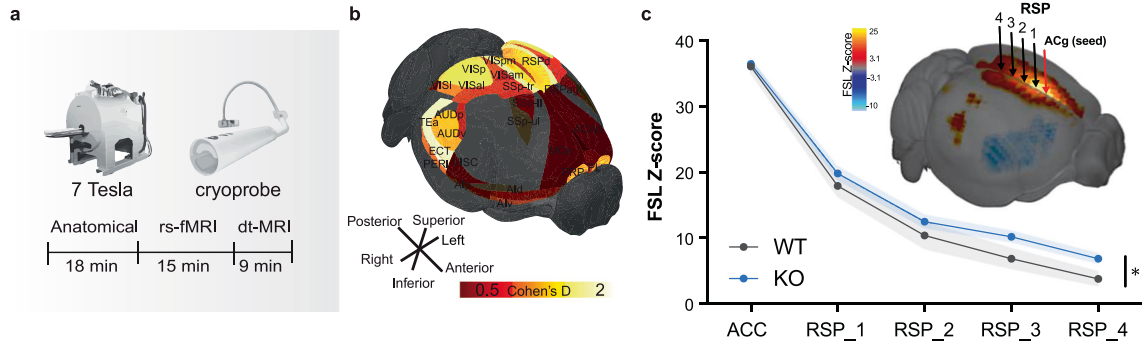 a
7 Tesla
cryoprobe
Anatomical
rs-fMRI
dt-MRI
18 min
15 min
9 min
b
VISpm
RSPd
VISp
VISam
VISl
VISal
SSp-tr
SSp-ul
AUDp
TEa
AUDv
ECT
PERI
VISC
AIv
Posterior
Superior
Left
Right
Anterior
Inferior
0.5 Cohen's D 2
c
FSL Z-score
40
30
20
10
0
ACC
RSP_1
RSP_2
RSP_3
RSP_4
WT
KO
*
RSP
4
3
2
1
ACg (seed)
FSL Z-score
25
3.1
-3.1
-10